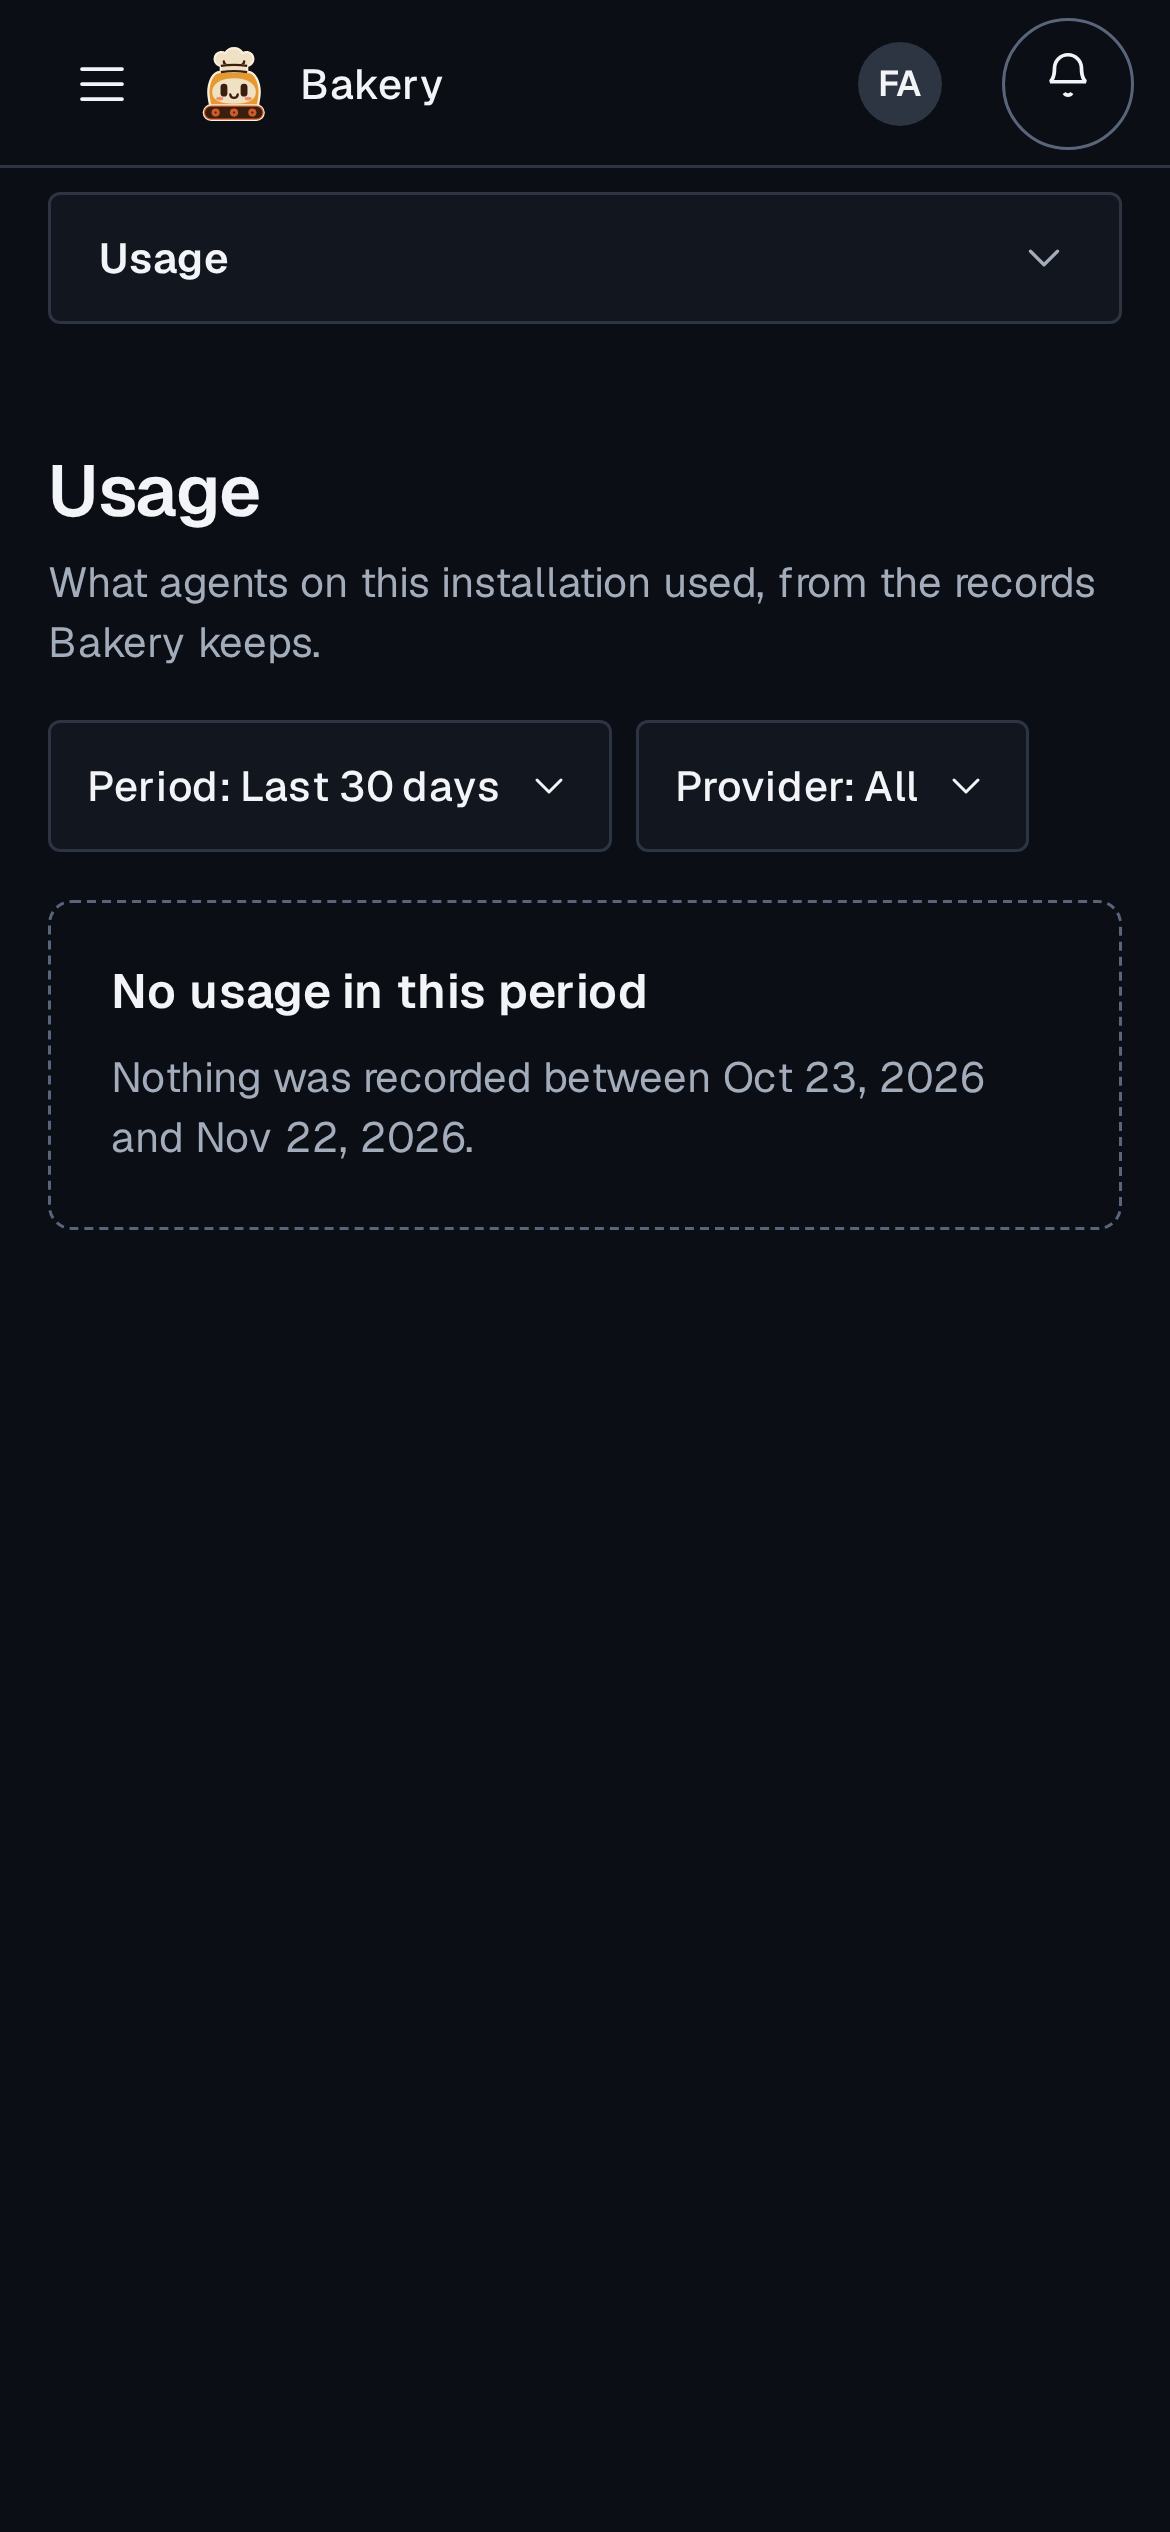 Bakery
FA
Usage
Usage
What agents on this installation used, from the records
Bakery keeps.
Period: Last 30 days
Provider: All
No usage in this period
Nothing was recorded between Oct 23, 2026
and Nov 22, 2026.